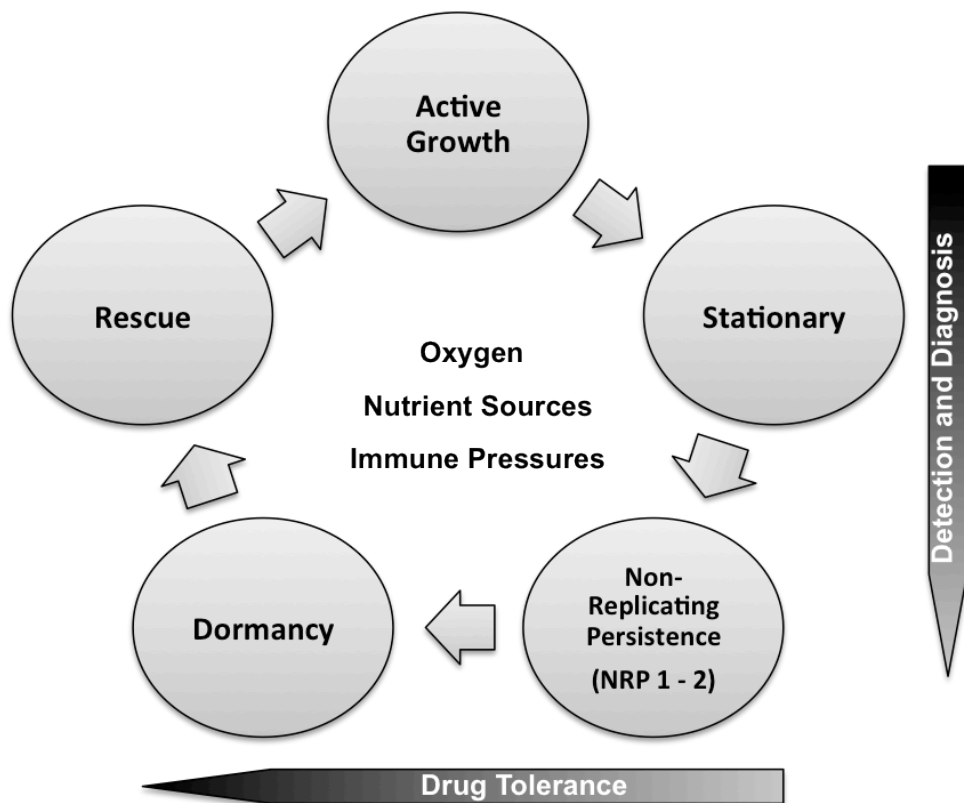 Active
Growth
Rescue
Stationary
Oxygen
Nutrient Sources
Immune Pressures
Detection and Diagnosis
Dormancy
Non-
Replicating
Persistence
(NRP 1 - 2)
Drug Tolerance